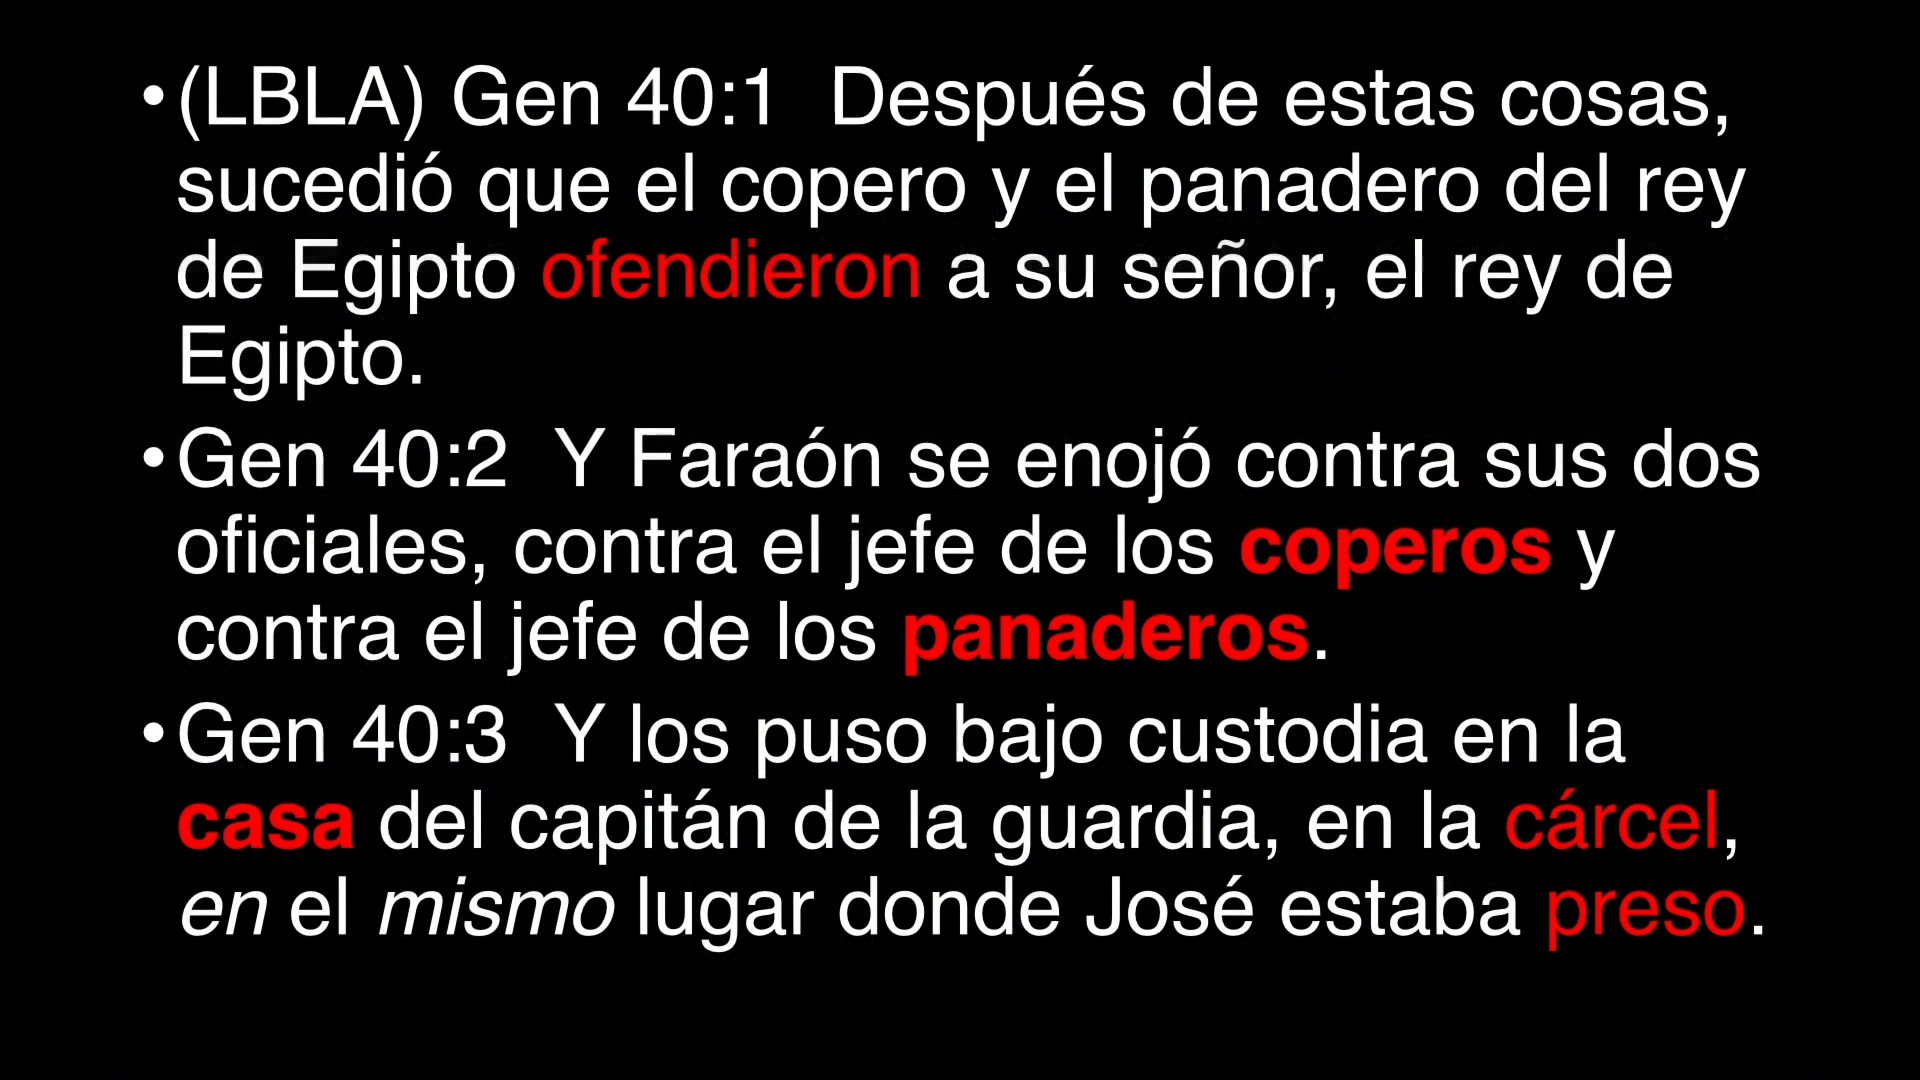 •(LBLA) Gen 40:1  Después de estas cosas,
sucedió que el copero y el panadero del rey
de Egipto ofendieron a su señor, el rey de
Egipto.
•Gen 40:2  Y Faraón se enojó contra sus dos
oficiales, contra el jefe de los coperos y
contra el jefe de los panaderos.
•Gen 40:3  Y los puso bajo custodia en la
casa del capitán de la guardia, en la cárcel,
en el mismo lugar donde José estaba preso.